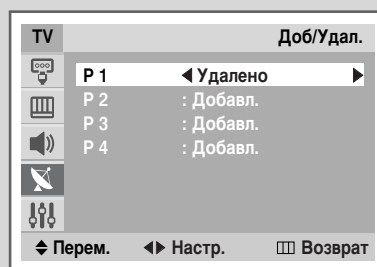 TV Доб/Удал.
P 1 ◀ Удалено ▶
P 2 : Добавл.
P 3 : Добавл.
P 4 : Добавл.
Перем. Настр. Возврат